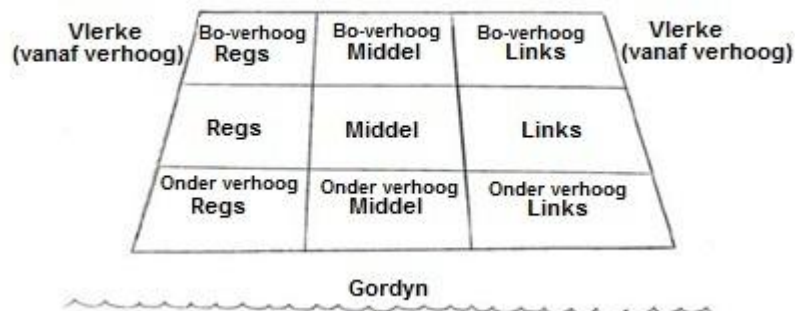 Vlerke
(vanaf verhoog)
Bo-verhoog
Regs
Bo-verhoog
Middel
Bo-verhoog
Links
Vlerke
(vanaf verhoog)
Regs
Middel
Links
Onder verhoog
Regs
Onder verhoog
Middel
Onder verhoog
Links
Gordyn